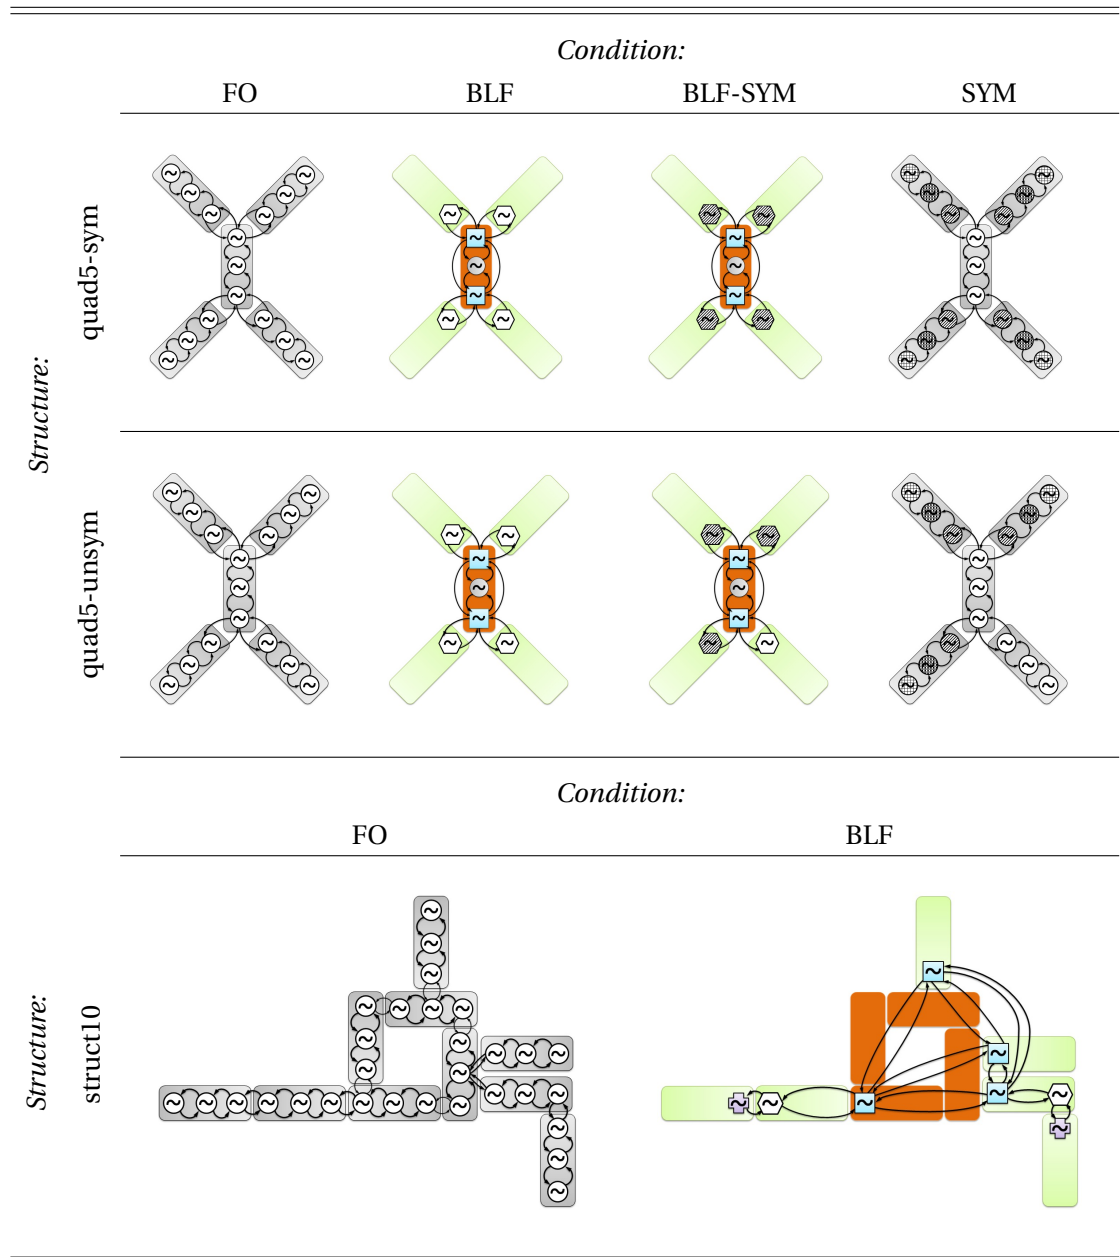 Condition:
FO BLF BLF-SYM SYM
Structure:
quad5-sym
quad5-unsym
Condition:
FO BLF
Structure:
struct10